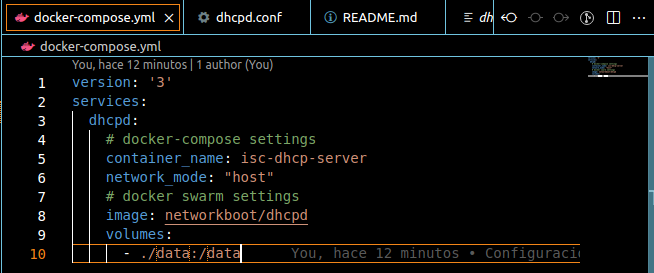 docker-compose.yml
dhcpd.conf
README.md
dh
docker-compose.yml
You, hace 12 minutos | 1 author (You)
1 version: '3'
2 services:
3 dhcpd:
4 # docker-compose settings
5 container_name: isc-dhcp-server
6 network_mode: "host"
7 # docker swarm settings
8 image: networkboot/dhcpd
9 volumes:
10 - ./data:/data You, hace 12 minutos • Configuració